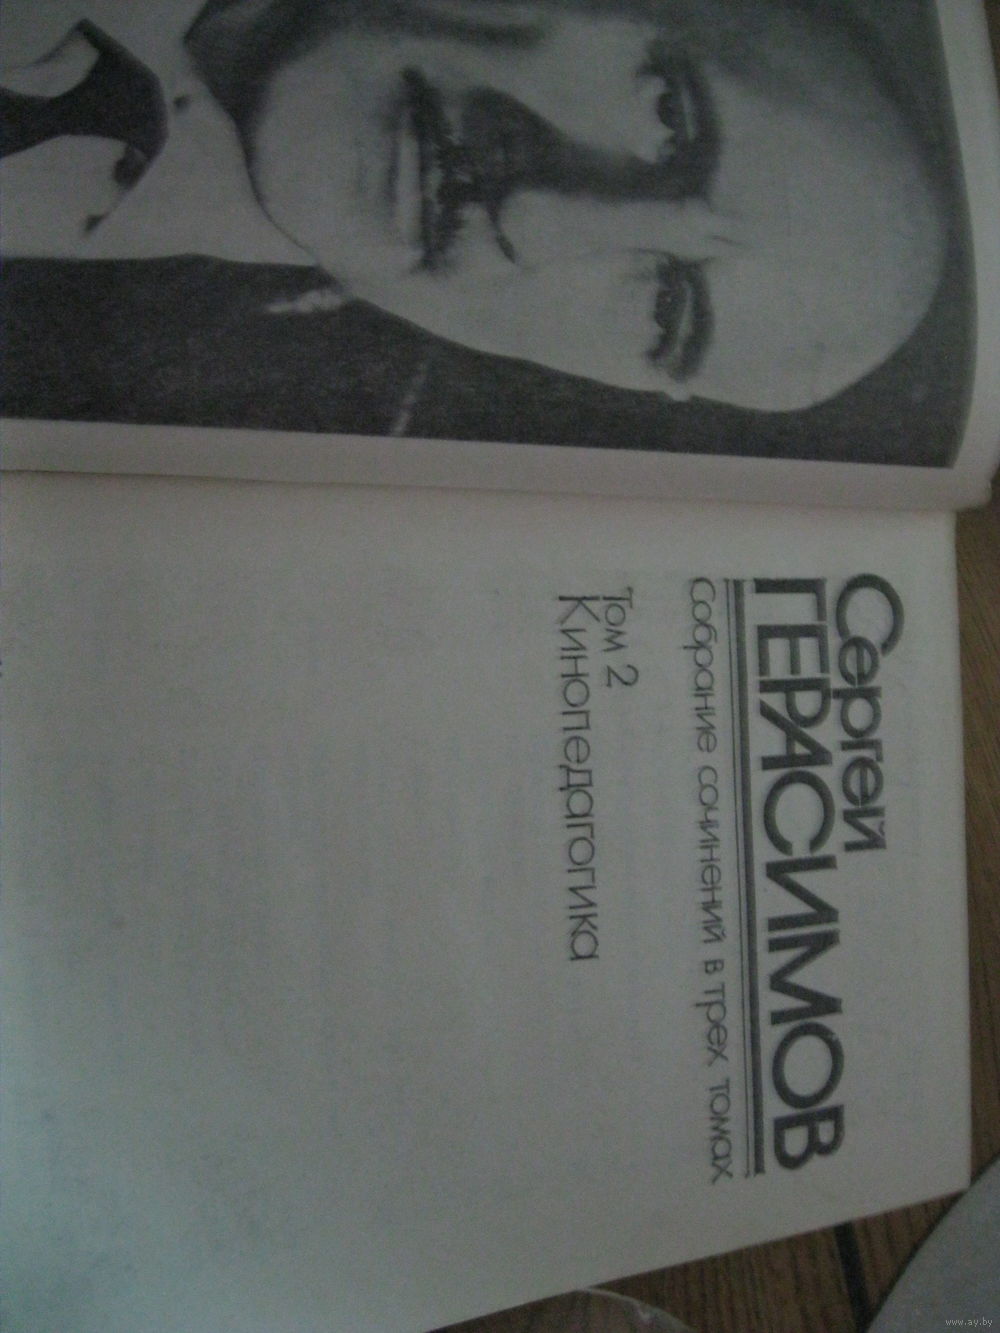 Сергей
ГЕРАСИМОВ
Собрание сочинений в трех томах
Том 2
Кинопедагогика
www.ay.by